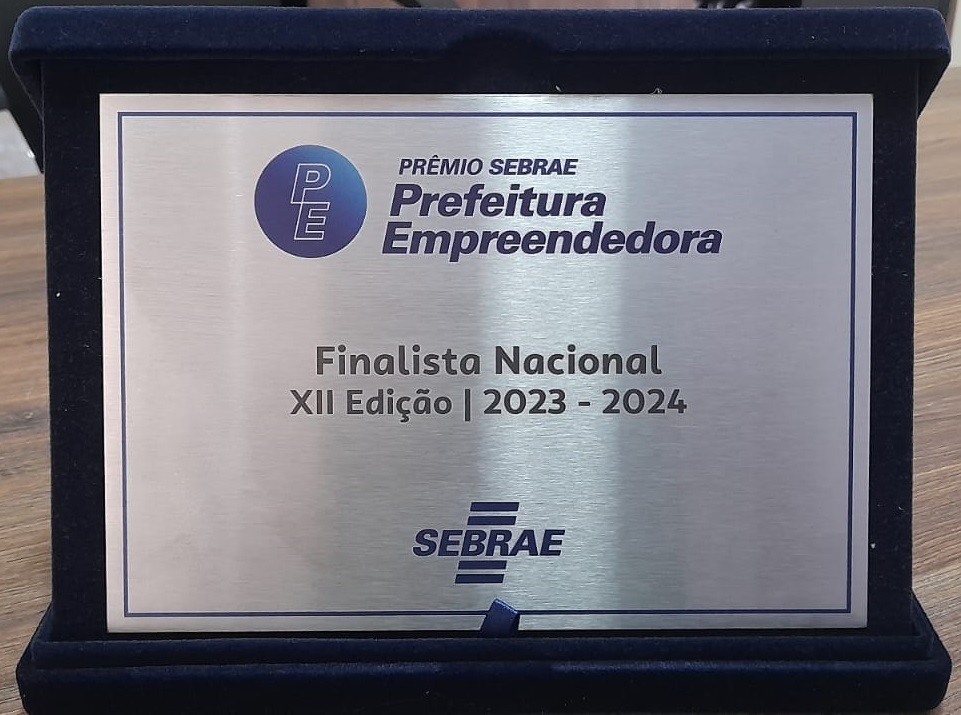 PE
PRÊMIO SEBRAE
Prefeitura
Empreendedora
Finalista Nacional
XII Edição | 2023 - 2024
SEBRAE